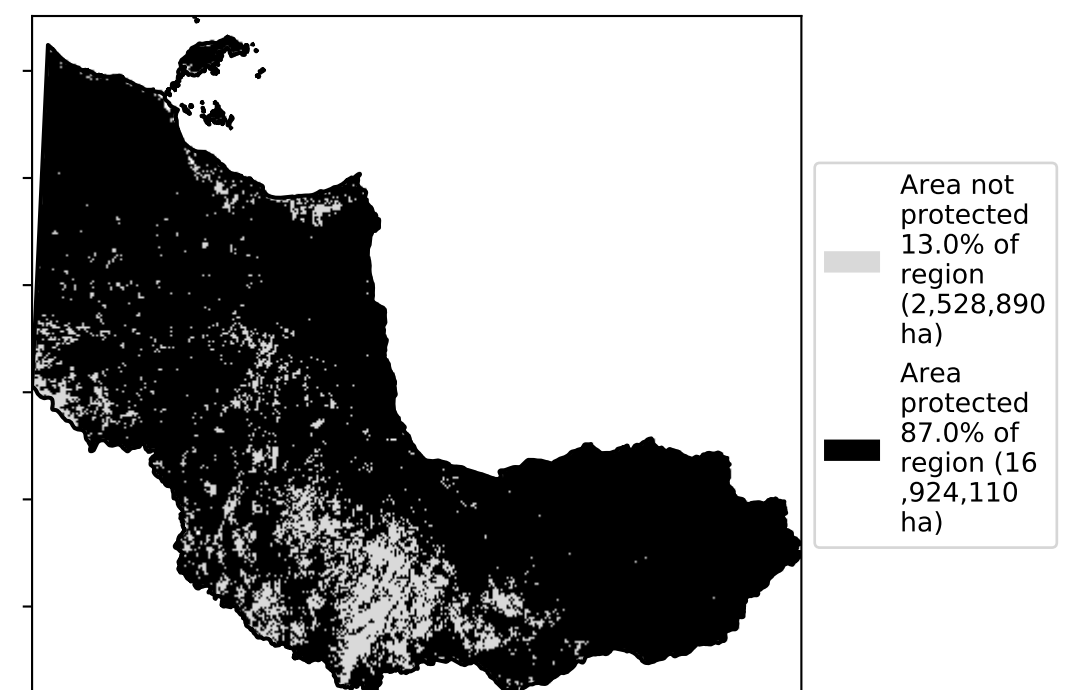 Area not
protected
13.0% of
region
(2,528,890
ha)
Area
protected
87.0% of
region (16
,924,110
ha)